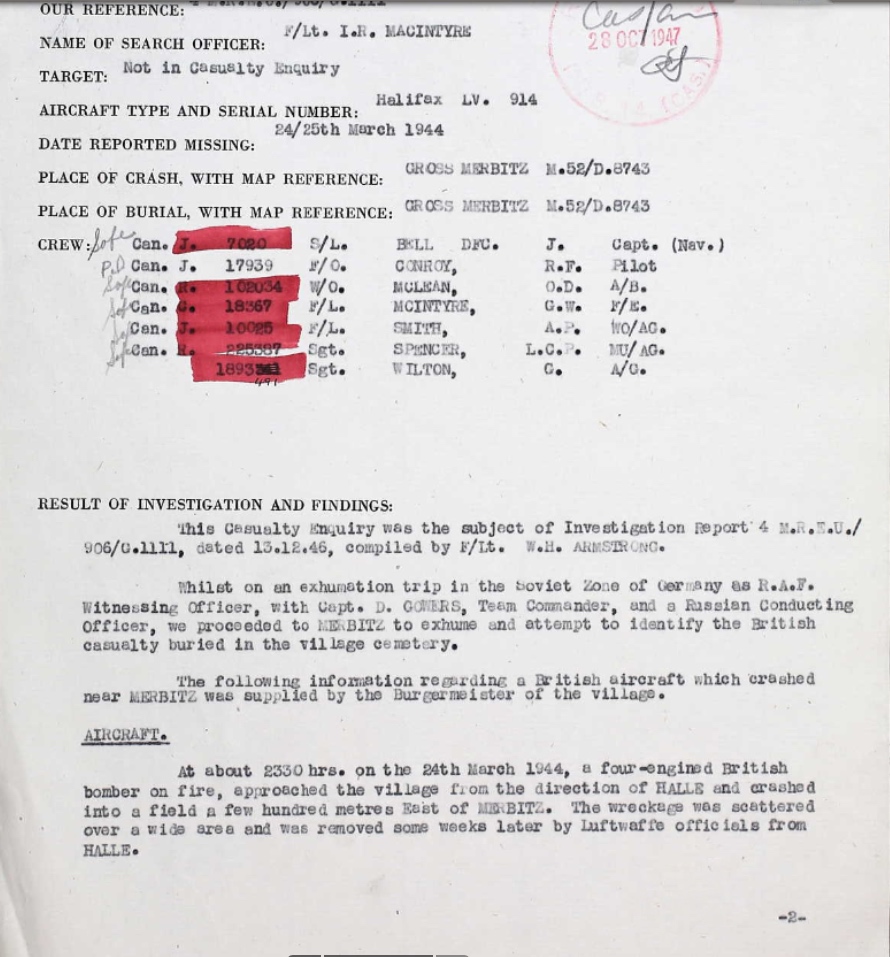 OUR REFERENCE:
NAME OF SEARCH OFFICER: F/Lt. I.R. MACINTYRE
28 OCT 1947
TARGET: Not in Casualty Enquiry
AIRCRAFT TYPE AND SERIAL NUMBER: Halifax LV. 914
DATE REPORTED MISSING: 24/25th March 1944
PLACE OF CRASH, WITH MAP REFERENCE: GROSS MERBITZ M.52/D.8743
PLACE OF BURIAL, WITH MAP REFERENCE: GROSS MERBITZ M.52/D.8743
CREW: Safe Can. J. 7020 S/L. BELL DFC. J. Capt. (Nav.)
Can. J. 17939 F/O. CONROY, R.F. Pilot
Safe Can. R. 102034 W/O. MCLEAN, O.D. A/B.
Can. C. 18367 F/L. MCINTYRE, G.W. F/E.
Can. J. 10025 F/L. SMITH, A.P. WO/AG.
Safe Can. R. 225387 Sgt. SPENCER, L.C.P. MU/AG.
1893 Sgt. WILTON, G. A/G.
491
RESULT OF INVESTIGATION AND FINDINGS:
This Casualty Enquiry was the subject of Investigation Report 4 M.R.E.U./
906/G.1111, dated 13.12.46, compiled by F/Lt. W.H. ARMSTRONG.
Whilst on an exhumation trip in the Soviet Zone of Germany as R.A.F.
Witnessing Officer, with Capt. D. GOWERS, Team Commander, and a Russian Conducting
Officer, we proceeded to MERBITZ to exhume and attempt to identify the British
casualty buried in the village cemetery.
The following information regarding a British aircraft which crashed
near MERBITZ was supplied by the Burgermeister of the village.
AIRCRAFT.
At about 2330 hrs. on the 24th March 1944, a four-engined British
bomber on fire, approached the village from the direction of HALLE and crashed
into a field a few hundred metres East of MERBITZ. The wreckage was scattered
over a wide area and was removed some weeks later by Luftwaffe officials from
HALLE.
-2-